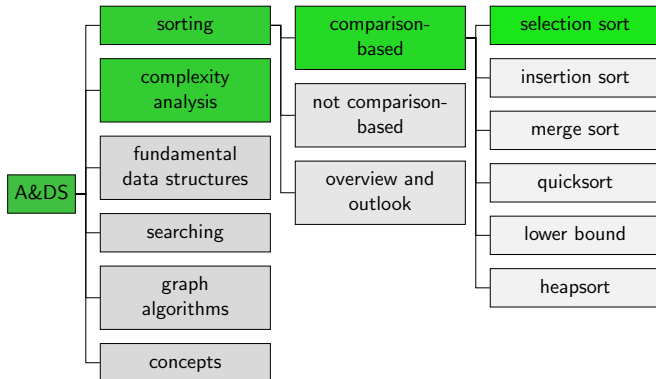 A&DS
sorting
complexity
analysis
fundamental
data structures
searching
graph
algorithms
concepts
comparison-
based
not comparison-
based
overview and
outlook
selection sort
insertion sort
merge sort
quicksort
lower bound
heapsort